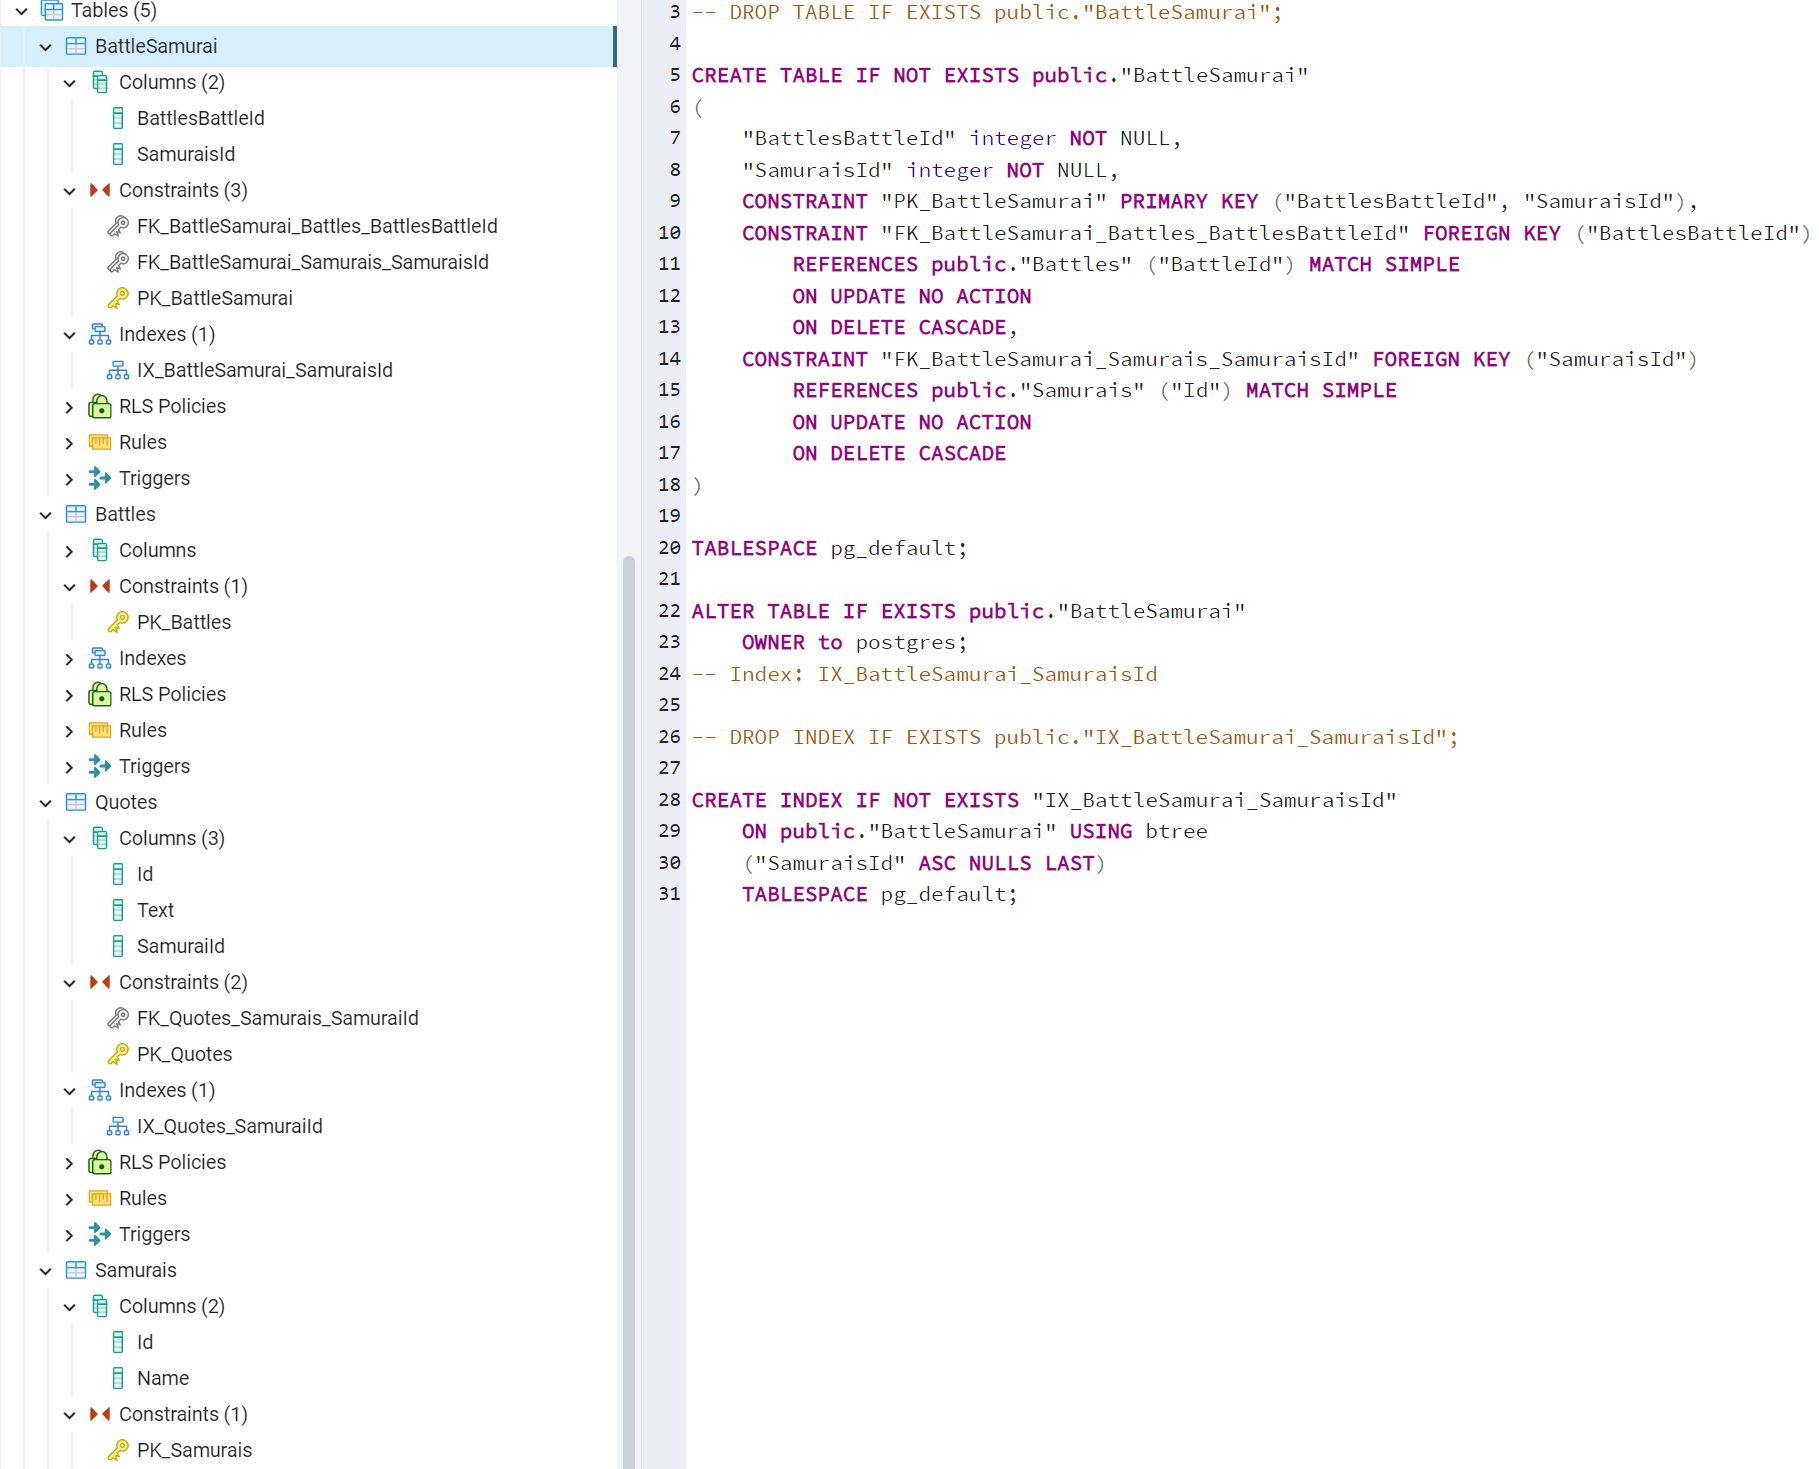 Tables (5)
BattleSamurai
Columns (2)
BattlesBattleId
SamuraisId
Constraints (3)
FK_BattleSamurai_Battles_BattlesBattleId
FK_BattleSamurai_Samurais_SamuraisId
PK_BattleSamurai
Indexes (1)
IX_BattleSamurai_SamuraisId
RLS Policies
Rules
Triggers
Battles
Columns
Constraints (1)
PK_Battles
Indexes
RLS Policies
Rules
Triggers
Quotes
Columns (3)
Id
Text
SamuraiId
Constraints (2)
FK_Quotes_Samurais_SamuraiId
PK_Quotes
Indexes (1)
IX_Quotes_SamuraiId
RLS Policies
Rules
Triggers
Samurais
Columns (2)
Id
Name
Constraints (1)
PK_Samurais
3 -- DROP TABLE IF EXISTS public."BattleSamurai";
4
5 CREATE TABLE IF NOT EXISTS public."BattleSamurai"
6 (
7     "BattlesBattleId" integer NOT NULL,
8     "SamuraisId" integer NOT NULL,
9     CONSTRAINT "PK_BattleSamurai" PRIMARY KEY ("BattlesBattleId", "SamuraisId"),
10     CONSTRAINT "FK_BattleSamurai_Battles_BattlesBattleId" FOREIGN KEY ("BattlesBattleId")
11         REFERENCES public."Battles" ("BattleId") MATCH SIMPLE
12         ON UPDATE NO ACTION
13         ON DELETE CASCADE,
14     CONSTRAINT "FK_BattleSamurai_Samurais_SamuraisId" FOREIGN KEY ("SamuraisId")
15         REFERENCES public."Samurais" ("Id") MATCH SIMPLE
16         ON UPDATE NO ACTION
17         ON DELETE CASCADE
18 )
19
20 TABLESPACE pg_default;
21
22 ALTER TABLE IF EXISTS public."BattleSamurai"
23     OWNER to postgres;
24 -- Index: IX_BattleSamurai_SamuraisId
25
26 -- DROP INDEX IF EXISTS public."IX_BattleSamurai_SamuraisId";
27
28 CREATE INDEX IF NOT EXISTS "IX_BattleSamurai_SamuraisId"
29     ON public."BattleSamurai" USING btree
30     ("SamuraisId" ASC NULLS LAST)
31     TABLESPACE pg_default;